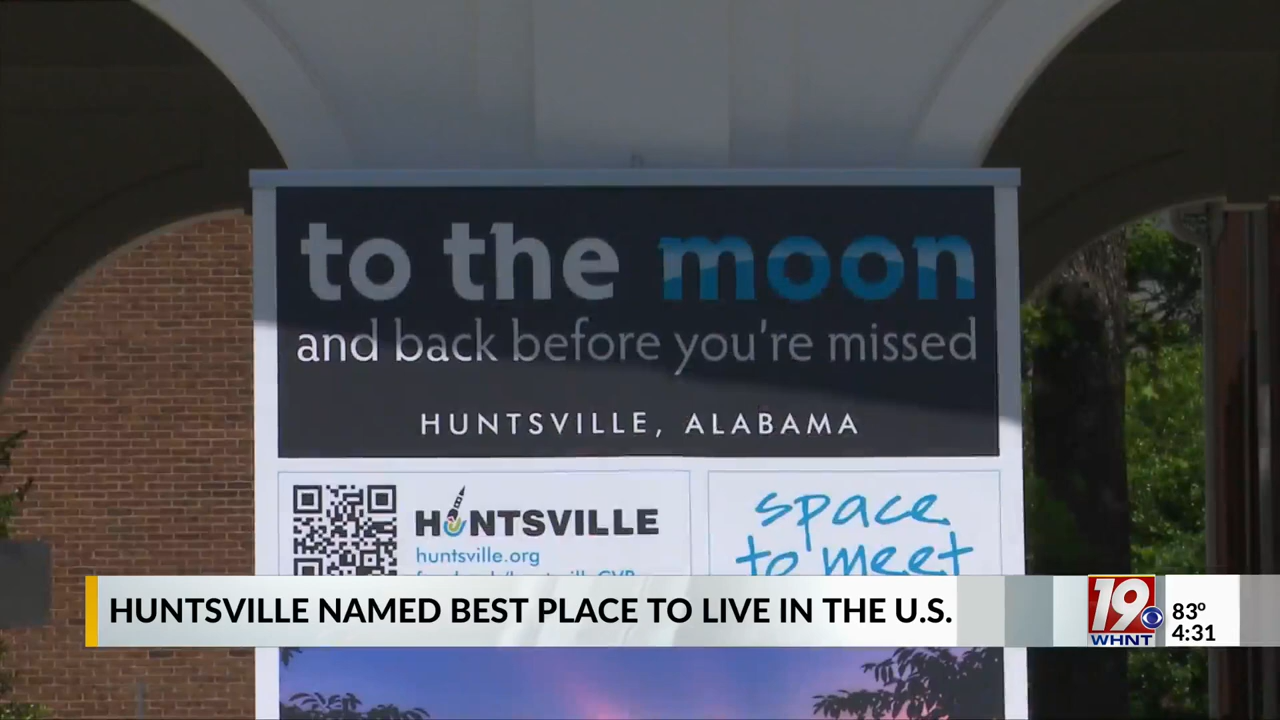 to the moon
and back before you're missed
HUNTSVILLE, ALABAMA
HUNTSVILLE
huntsville.org
space
to meet
HUNTSVILLE NAMED BEST PLACE TO LIVE IN THE U.S.
19
WHNT
83°
4:31